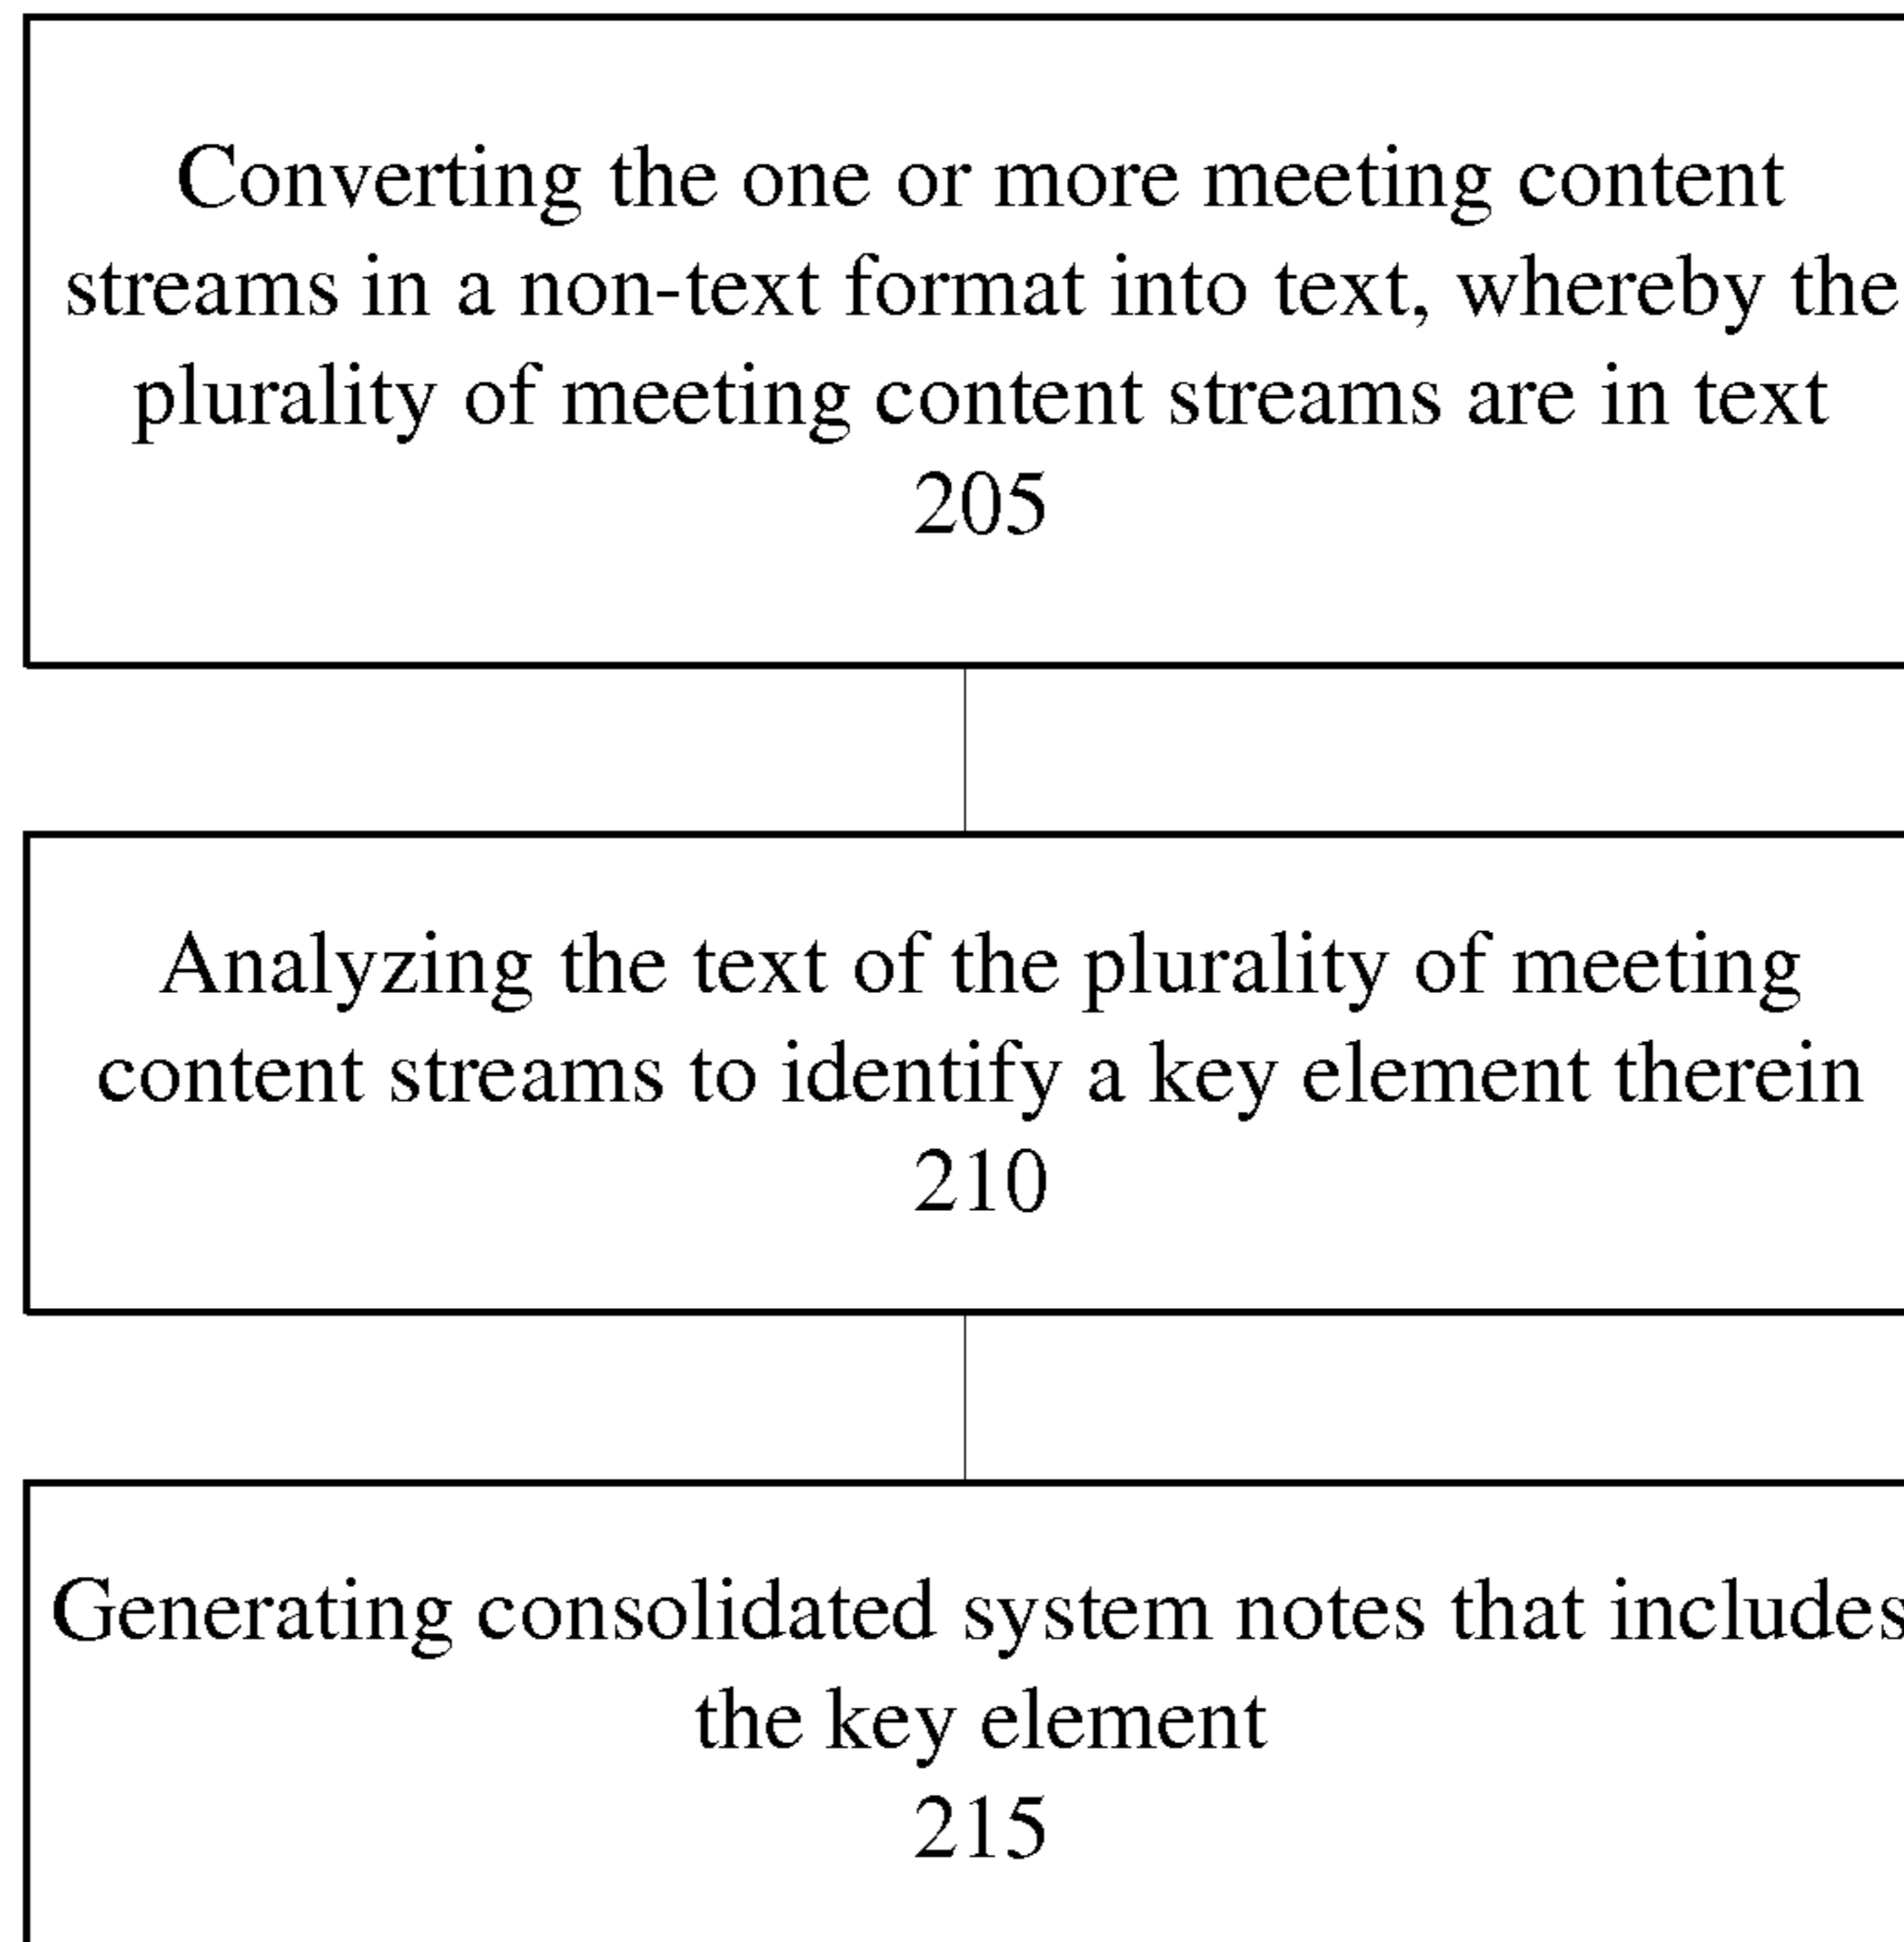 Converting the one or more meeting content
streams in a non-text format into text, whereby the
plurality of meeting content streams are in text
205
Analyzing the text of the plurality of meeting
content streams to identify a key element therein
210
Generating consolidated system notes that includes
the key element
215